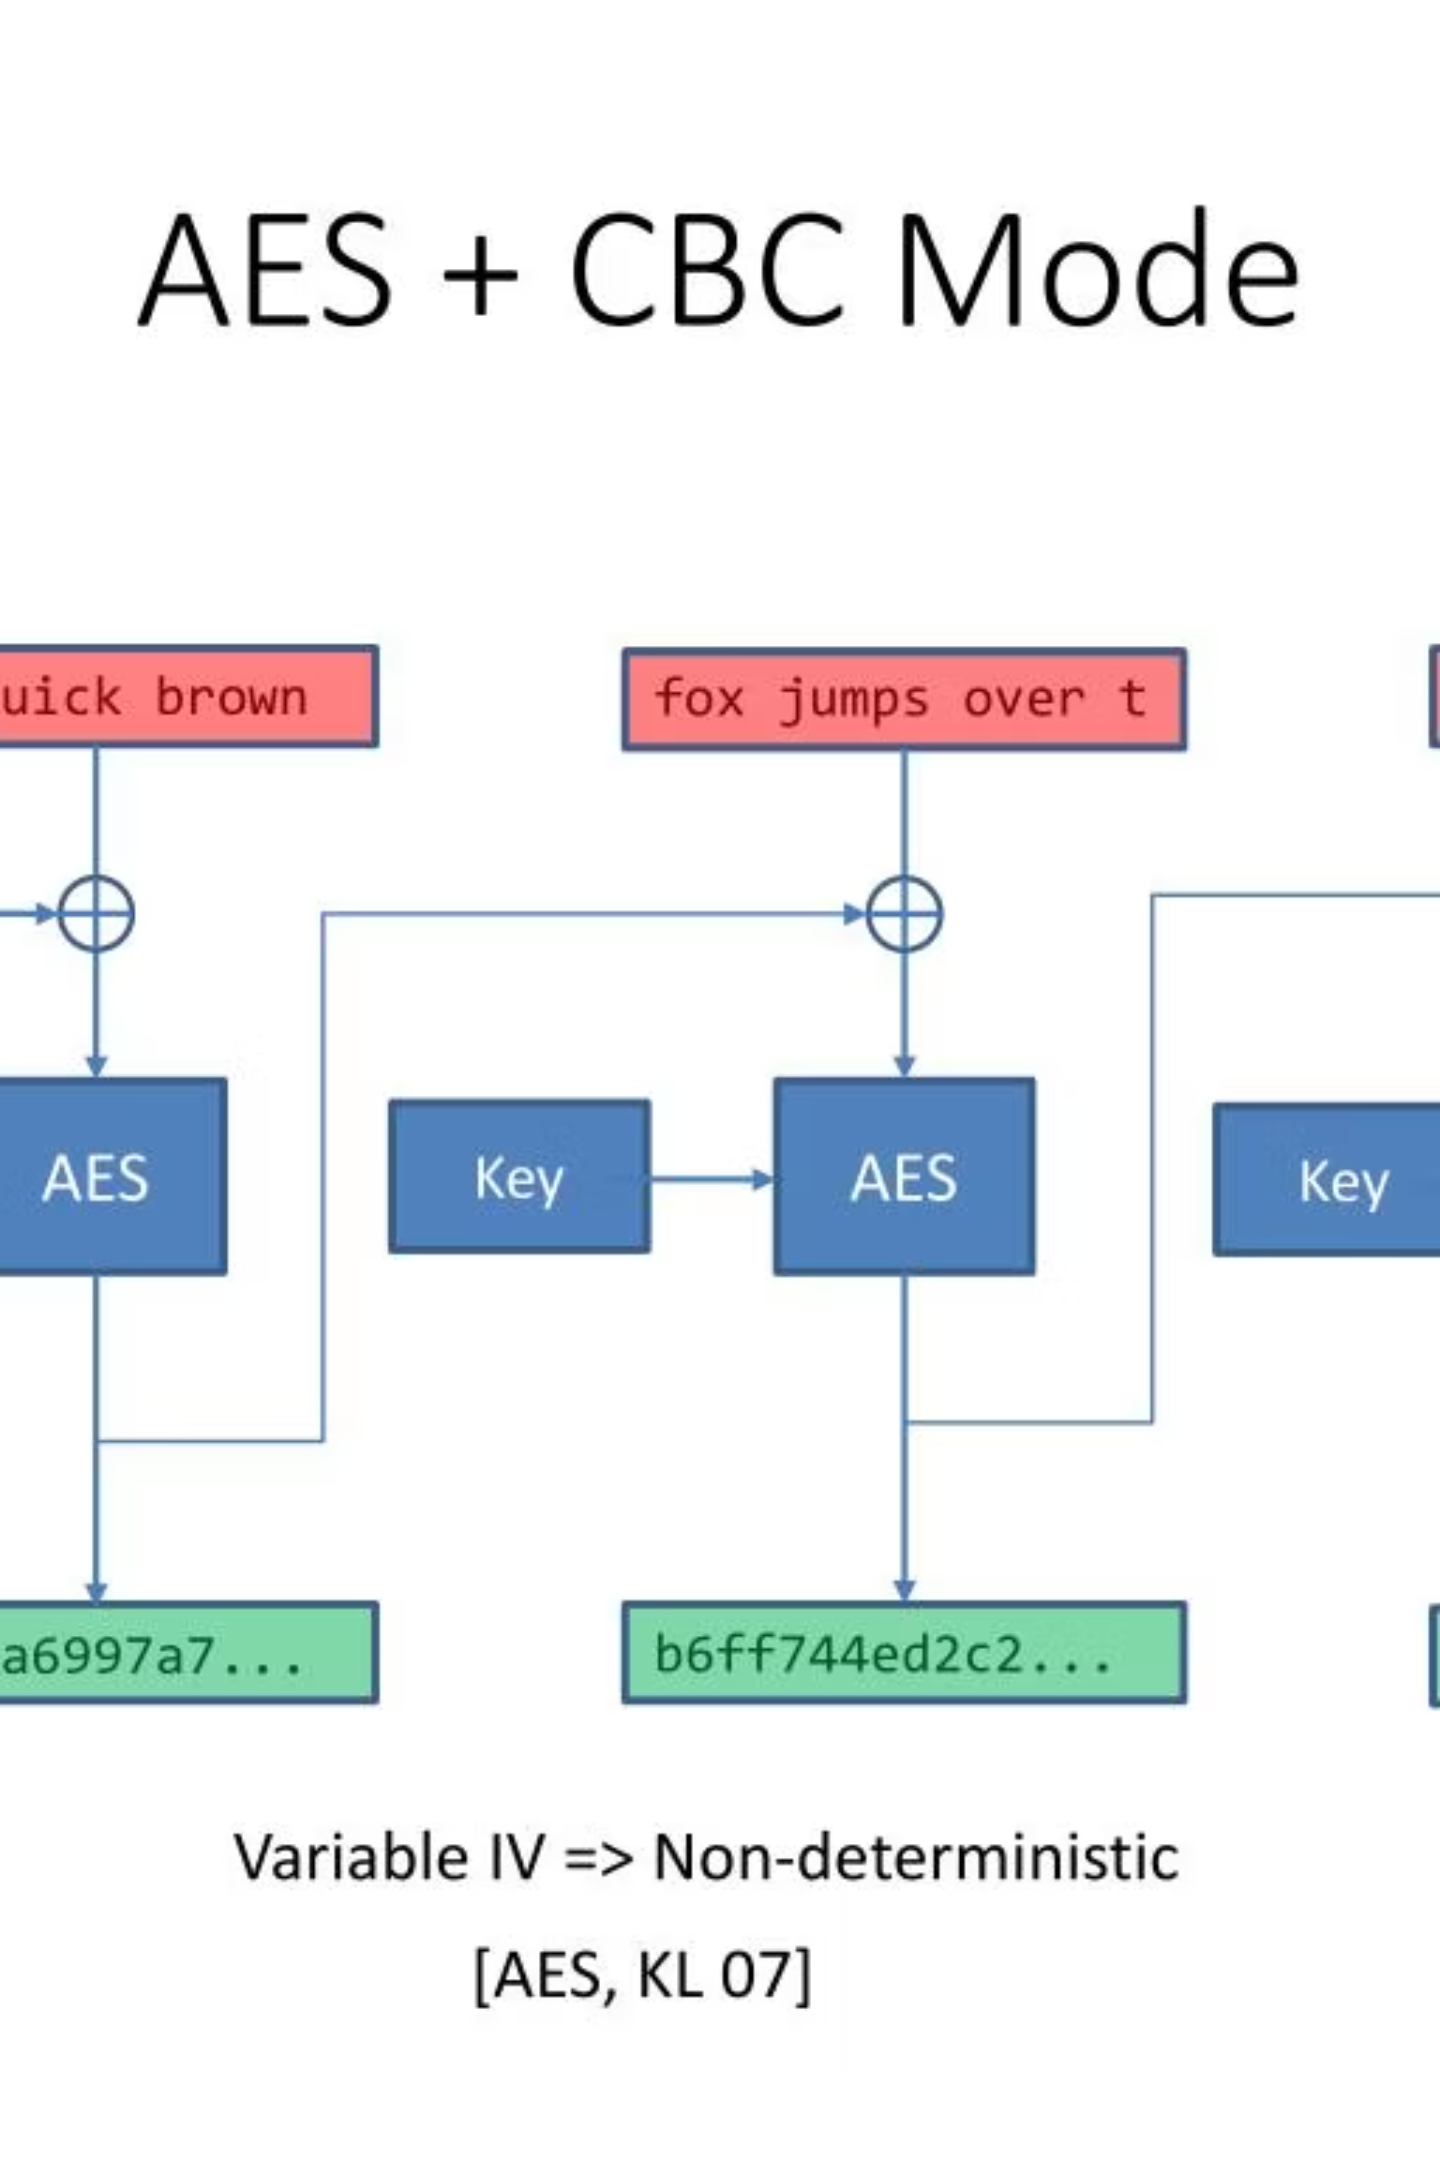 AES + CBC Mode
uick brown
fox jumps over t
AES
Key
AES
Key
a6997a7...
b6ff744ed2c2...
Variable IV => Non-deterministic
[AES, KL 07]